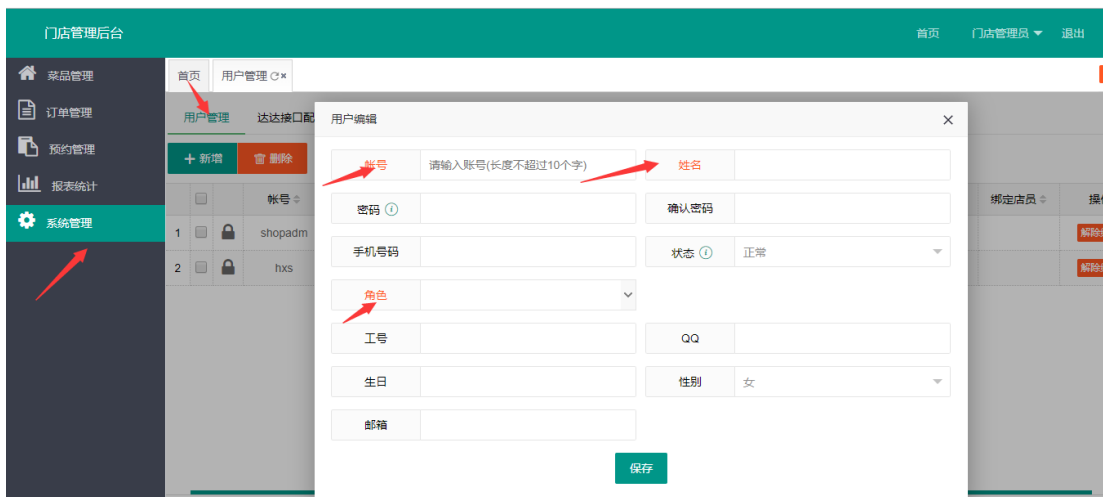 门店管理后台
首页 门店管理员 退出
菜品管理
订单管理
预约管理
报表统计
系统管理
首页 用户管理
用户管理 达达接口配
新增 删除
帐号 绑定店员 操
1 shopadm 解除
2 hxs 解除
用户编辑
帐号 请输入账号(长度不超过10个字) 姓名
密码 确认密码
手机号码 状态 正常
角色
工号 QQ
生日 性别 女
邮箱
保存